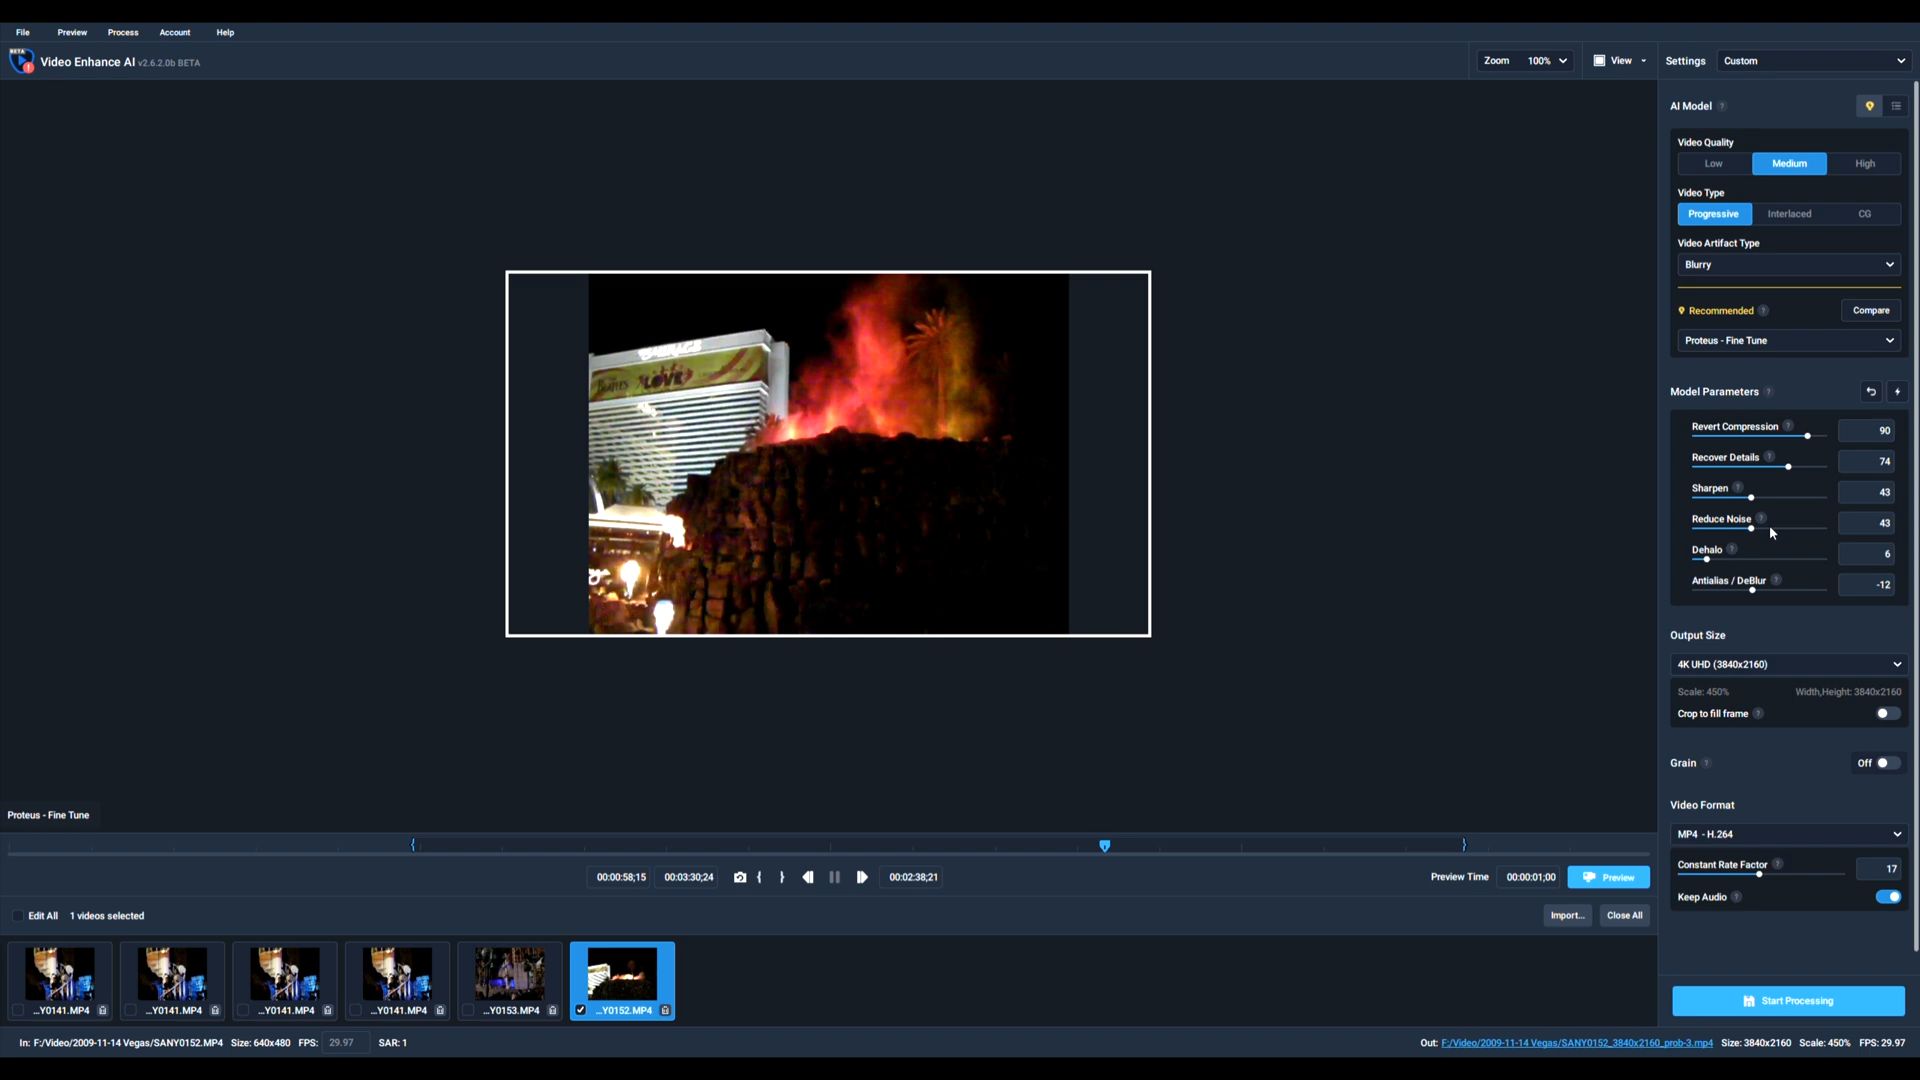 File Preview Process Account Help
BETA
Video Enhance AI v2.6.2.0b BETA
Zoom 100% View Settings Custom
AI Model ?
Video Quality
Low Medium High
Video Type
Progressive Interlaced CG
Video Artifact Type
Blurry
Recommended ? Compare
Proteus - Fine Tune
Model Parameters ?
Revert Compression ? 90
Recover Details ? 74
Sharpen ? 43
Reduce Noise ? 43
Dehalo ? 6
Antialias / DeBlur ? -12
Output Size
4K UHD (3840x2160)
Scale: 450% Width,Height: 3840x2160
Crop to fill frame ?
Grain ? Off
Video Format
MP4 - H.264
Constant Rate Factor ? 17
Keep Audio ?
Start Processing
BEATLES LOVE
Proteus - Fine Tune
00:00:58;15 00:03:30;24 { } 00:02:38;21
Preview Time 00:00:01;00 Preview
Edit All 1 videos selected
Import... Close All
...Y0141.MP4 ...Y0141.MP4 ...Y0141.MP4 ...Y0141.MP4 ...Y0153.MP4 ...Y0152.MP4
In: F:/Video/2009-11-14 Vegas/SANY0152.MP4 Size: 640x480 FPS: 29.97 SAR: 1
Out: F:/Video/2009-11-14 Vegas/SANY0152_3840x2160_prob-3.mp4 Size: 3840x2160 Scale: 450% FPS: 29.97